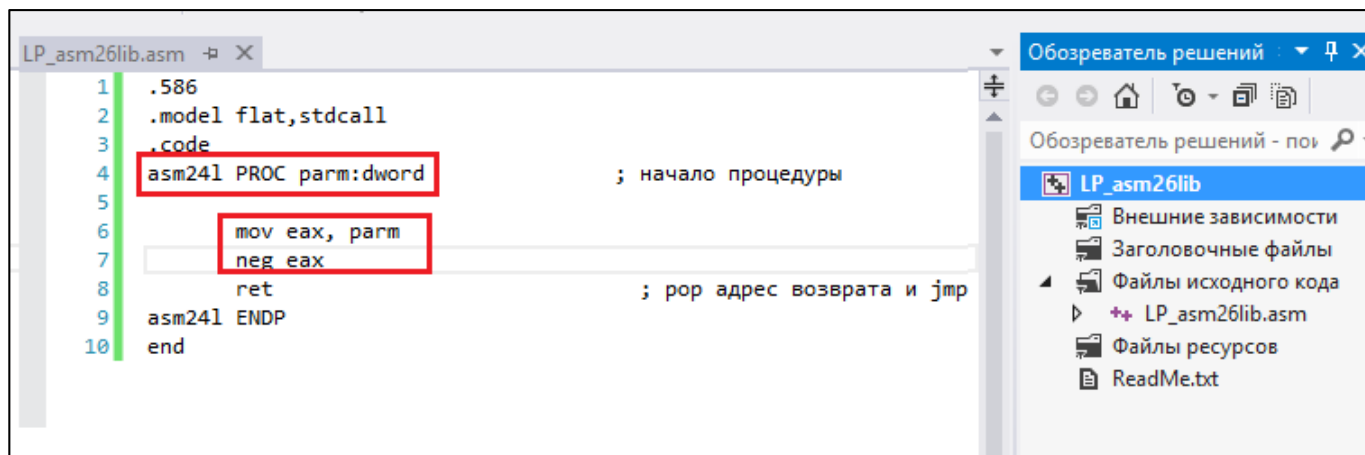 LP_asm26lib.asm
1 .586
2 .model flat,stdcall
3 .code
4 asm24l PROC parm:dword ; начало процедуры
5
6 mov eax, parm
7 neg eax
8 ret ; pop адрес возврата и jmp
9 asm24l ENDP
10 end
Обозреватель решений
Обозреватель решений - пои
LP_asm26lib
Внешние зависимости
Заголовочные файлы
Файлы исходного кода
LP_asm26lib.asm
Файлы ресурсов
ReadMe.txt